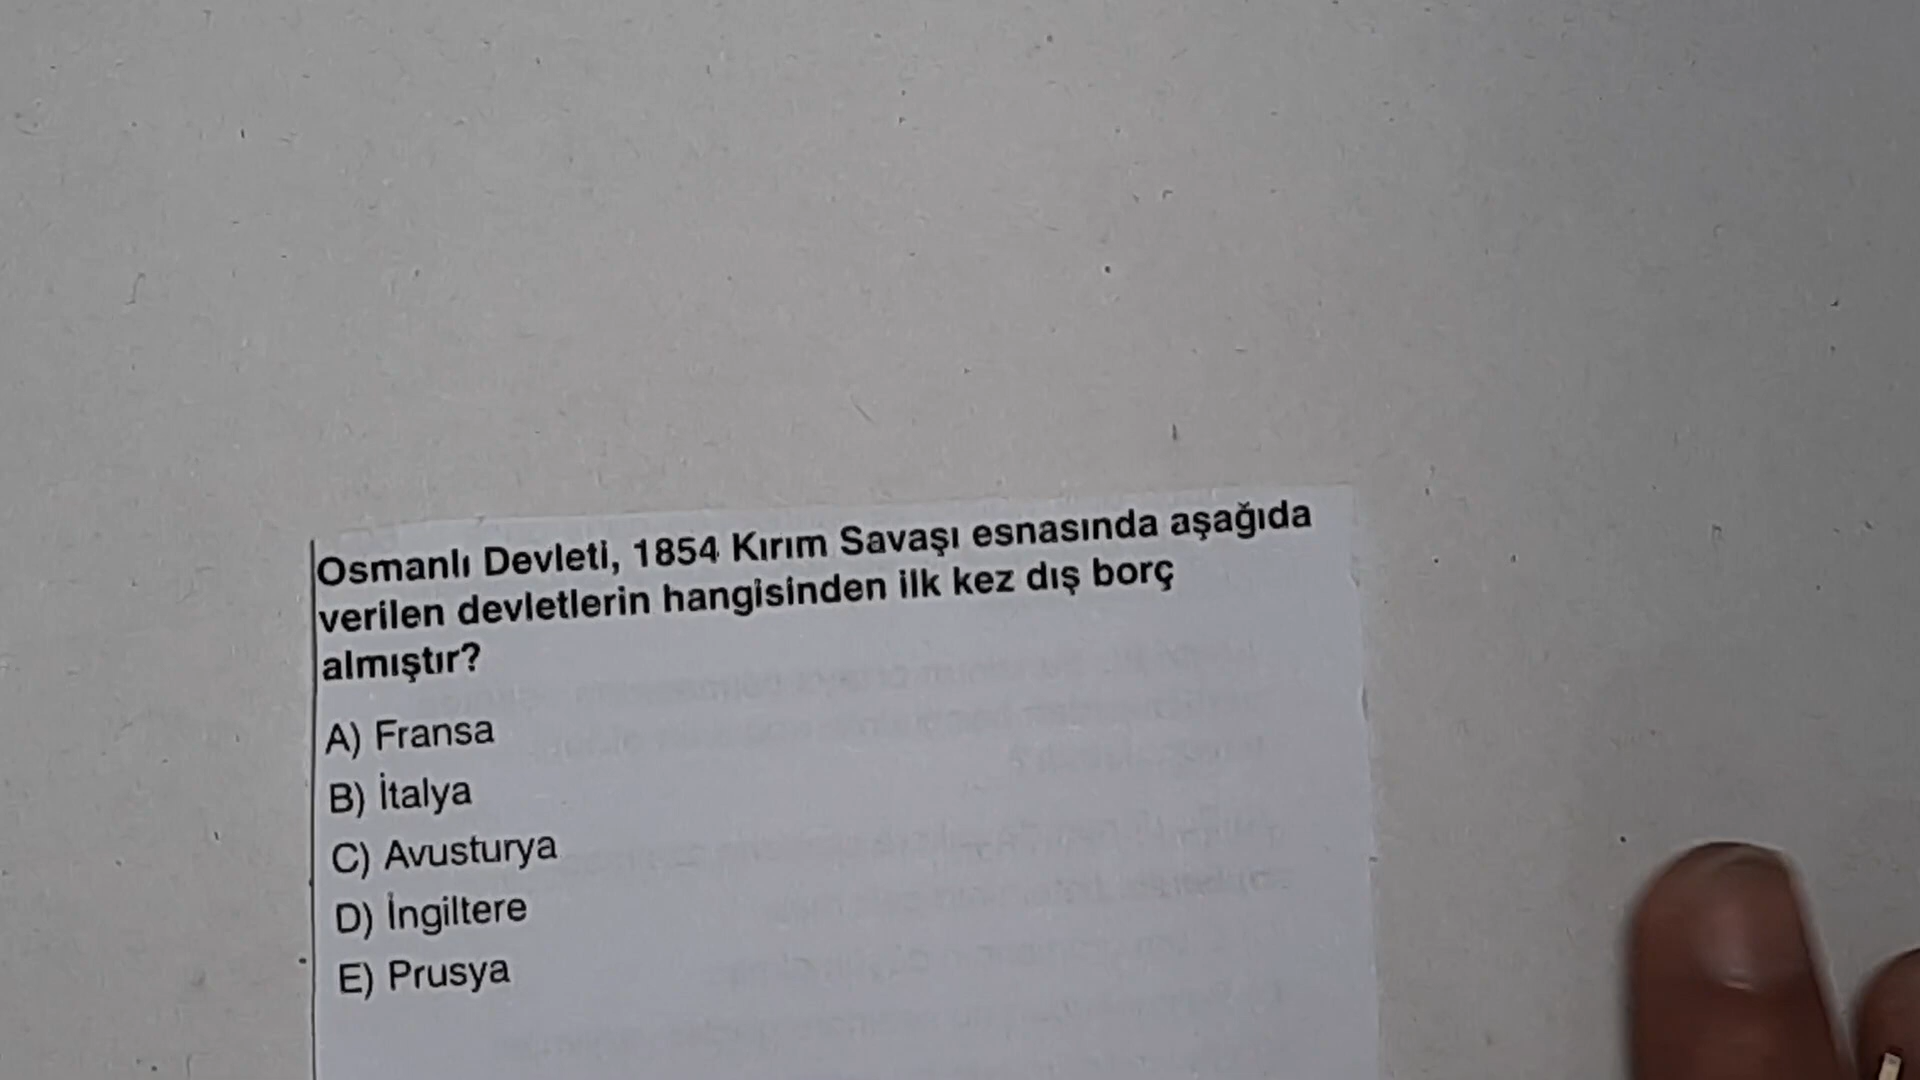 Osmanlı Devleti, 1854 Kırım Savaşı esnasında aşağıda
verilen devletlerin hangisinden ilk kez dış borç
almıştır?
A) Fransa
B) İtalya
C) Avusturya
D) İngiltere
E) Prusya